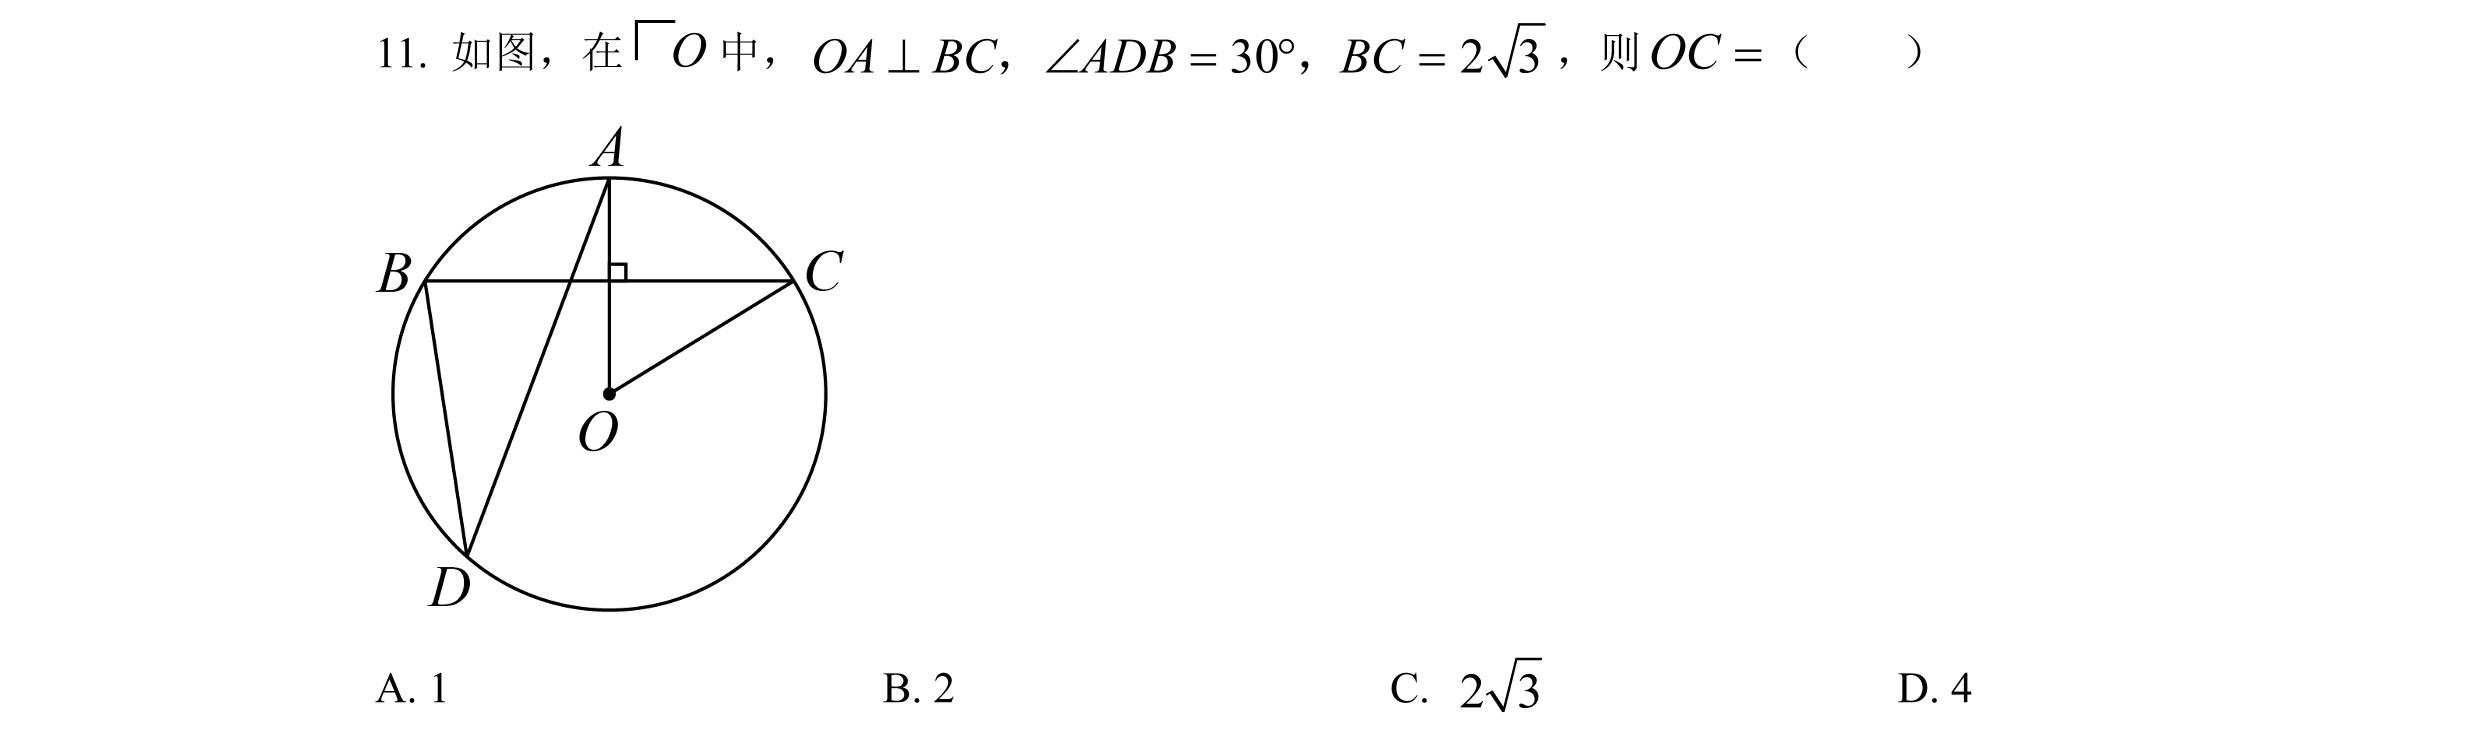 11. 如图，在⎾O 中， OA⊥BC，∠ADB=30°，BC=2√3，则 OC=（ ）
A
B
C
O
D
A. 1 B. 2 C. 2√3 D. 4